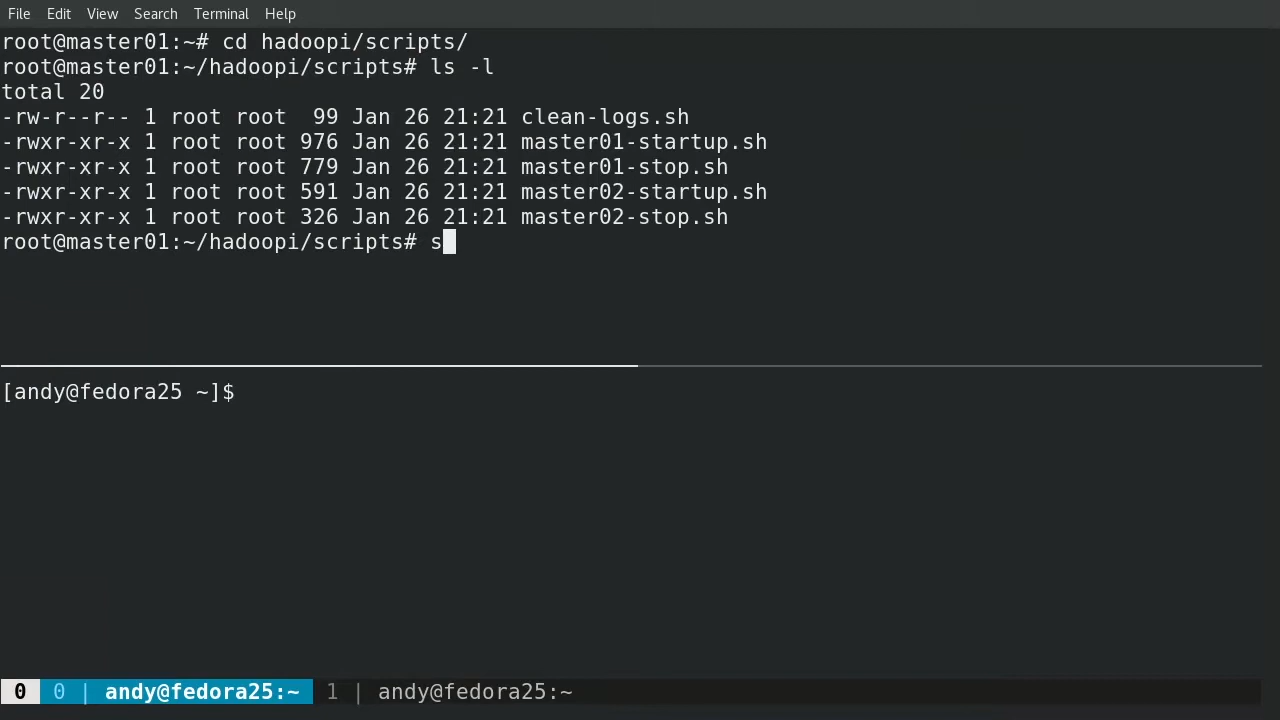 File Edit View Search Terminal Help
root@master01:~# cd hadoopi/scripts/
root@master01:~/hadoopi/scripts# ls -l
total 20
-rw-r--r-- 1 root root  99 Jan 26 21:21 clean-logs.sh
-rwxr-xr-x 1 root root 976 Jan 26 21:21 master01-startup.sh
-rwxr-xr-x 1 root root 779 Jan 26 21:21 master01-stop.sh
-rwxr-xr-x 1 root root 591 Jan 26 21:21 master02-startup.sh
-rwxr-xr-x 1 root root 326 Jan 26 21:21 master02-stop.sh
root@master01:~/hadoopi/scripts# s
[andy@fedora25 ~]$
0 0 | andy@fedora25:~ 1 | andy@fedora25:~